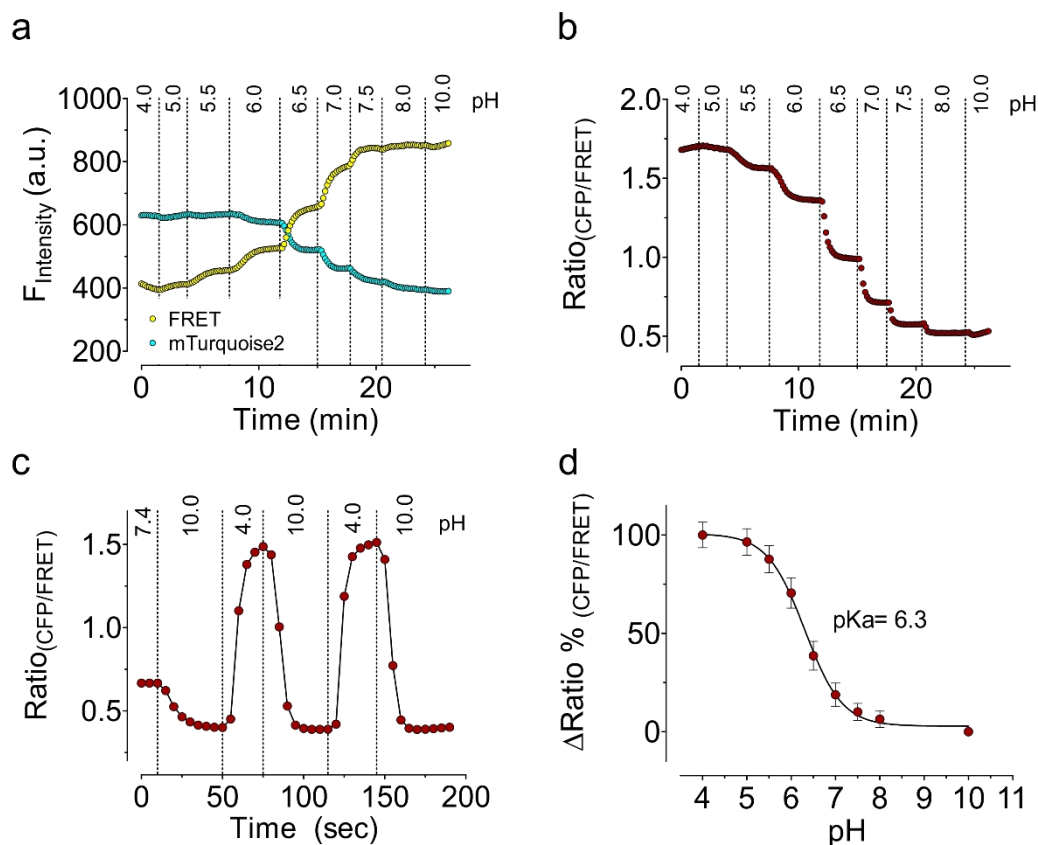 a
4.0 5.0 5.5 6.0 6.5 7.0 7.5 8.0 10.0 pH
F Intensity (a.u.)
1000
800
600
400
200
FRET
mTurquoise2
0 10 20
Time (min)
b
4.0 5.0 5.5 6.0 6.5 7.0 7.5 8.0 10.0 pH
Ratio (CFP/FRET)
2.0
1.5
1.0
0.5
0 10 20
Time (min)
c
7.4 10.0 4.0 10.0 4.0 10.0 pH
Ratio (CFP/FRET)
1.5
1.0
0.5
0 50 100 150 200
Time (sec)
d
ΔRatio % (CFP/FRET)
100
50
0
pKa= 6.3
4 5 6 7 8 9 10 11
pH